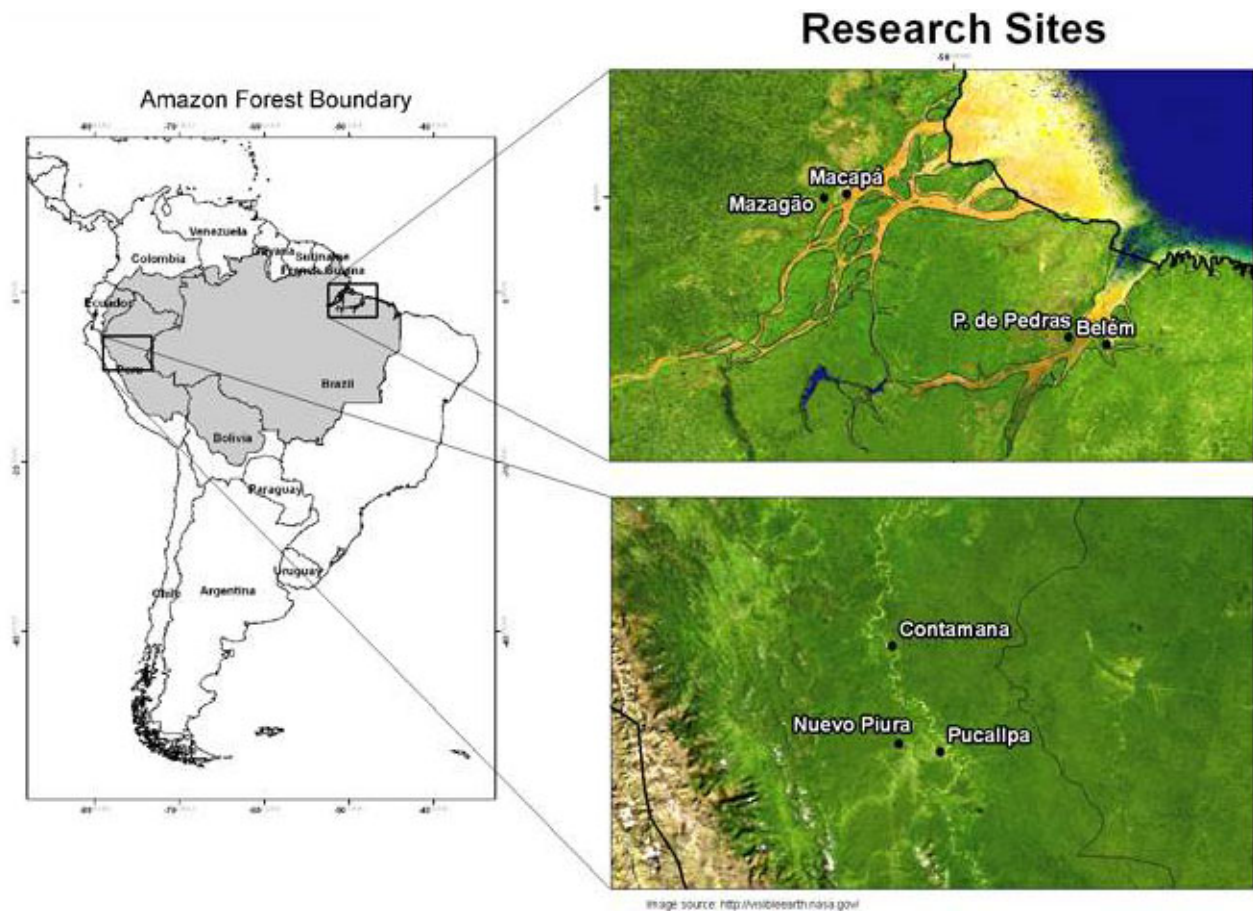 Research Sites
Amazon Forest Boundary
Venezuela
Colombia
Guyana
Suriname
French Guiana
Ecuador
Peru
Brazil
Bolivia
Paraguay
Uruguay
Chile
Argentina
Macapá
Mazagão
P. de Pedras
Belém
Contamana
Nuevo Piura
Pucallpa
Image source: http://visibleearth.nasa.gov/